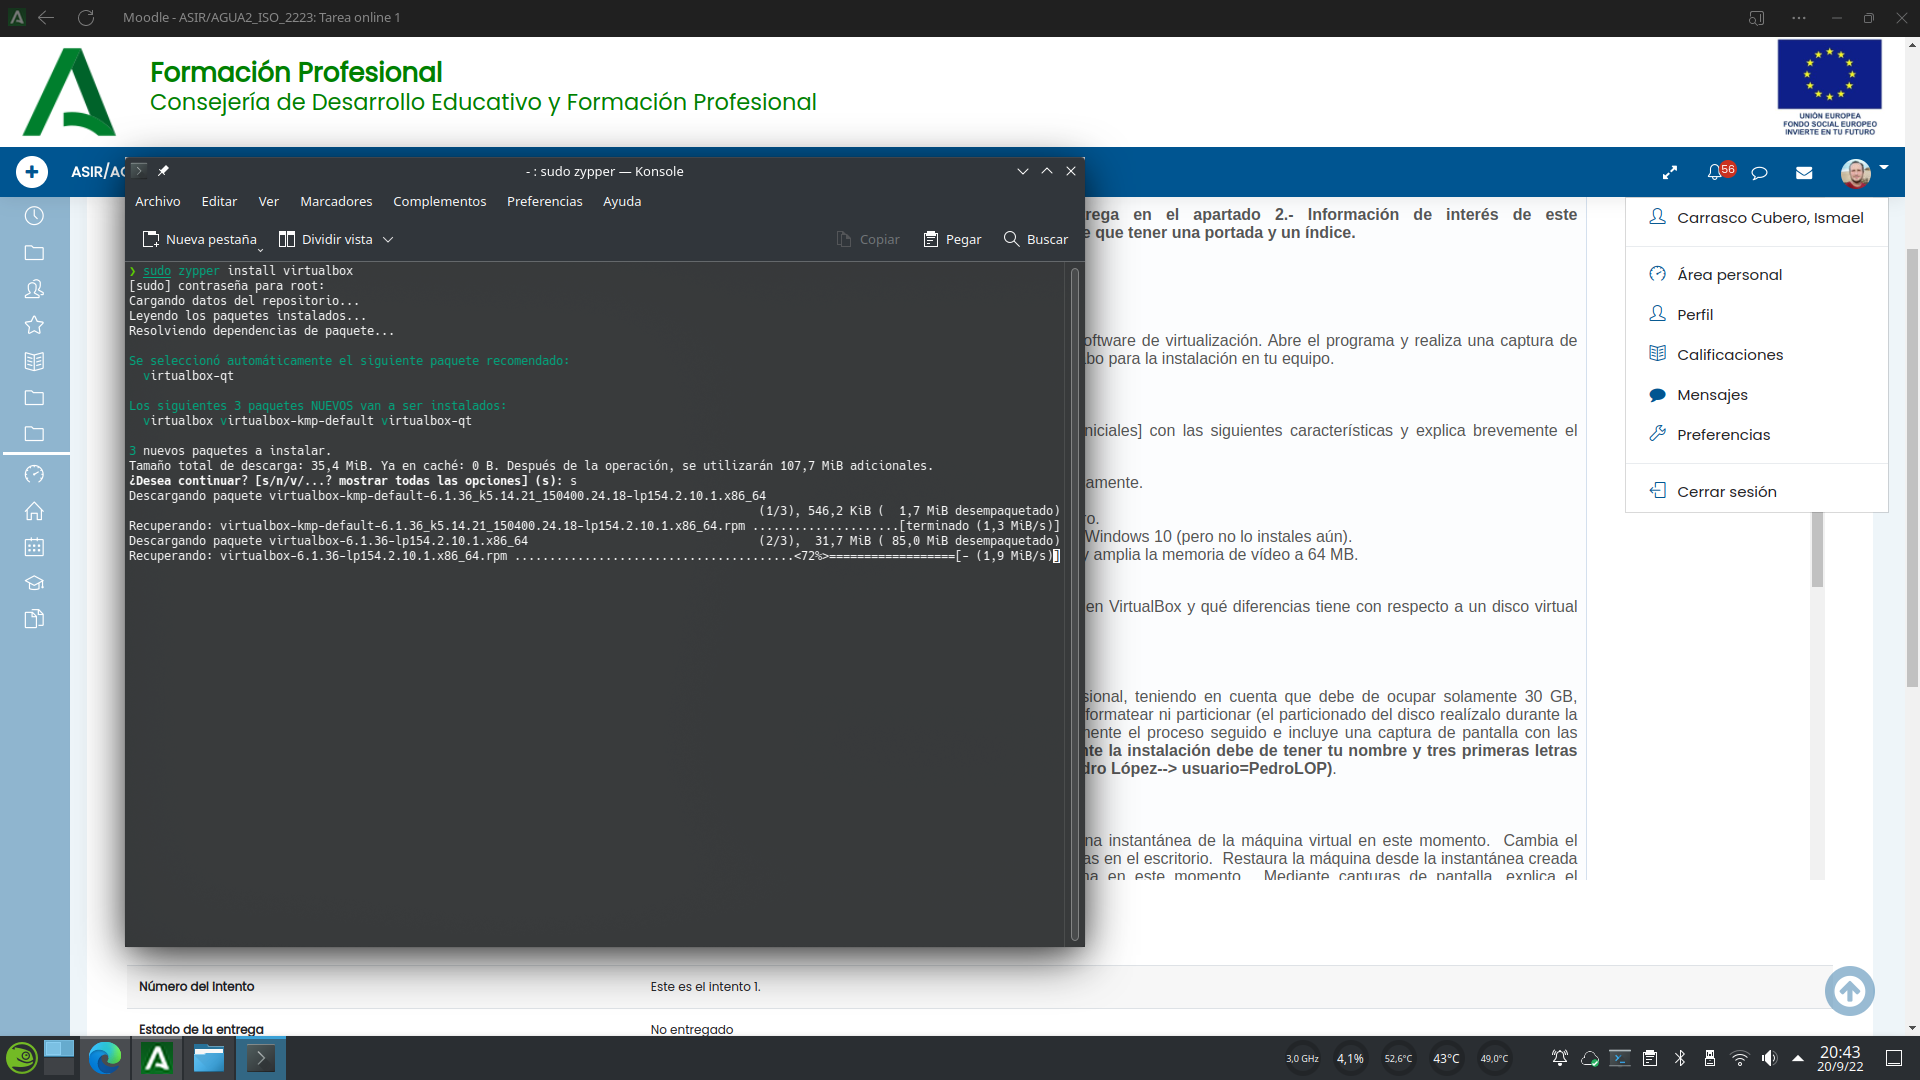 Moodle - ASIR/AGUA2_ISO_2223: Tarea online 1
Formación Profesional
Consejería de Desarrollo Educativo y Formación Profesional
UNIÓN EUROPEA
FONDO SOCIAL EUROPEO
INVIERTE EN TU FUTURO
ASIR/AG
56
- : sudo zypper — Konsole
Archivo Editar Ver Marcadores Complementos Preferencias Ayuda
Nueva pestaña Dividir vista Copiar Pegar Buscar
❯ sudo zypper install virtualbox
[sudo] contraseña para root:
Cargando datos del repositorio...
Leyendo los paquetes instalados...
Resolviendo dependencias de paquete...
Se seleccionó automáticamente el siguiente paquete recomendado:
virtualbox-qt
Los siguientes 3 paquetes NUEVOS van a ser instalados:
virtualbox virtualbox-kmp-default virtualbox-qt
3 nuevos paquetes a instalar.
Tamaño total de descarga: 35,4 MiB. Ya en caché: 0 B. Después de la operación, se utilizarán 107,7 MiB adicionales.
¿Desea continuar? [s/n/v/...? mostrar todas las opciones] (s): s
Descargando paquete virtualbox-kmp-default-6.1.36_k5.14.21_150400.24.18-lp154.2.10.1.x86_64
(1/3), 546,2 KiB (  1,7 MiB desempaquetado)
Recuperando: virtualbox-kmp-default-6.1.36_k5.14.21_150400.24.18-lp154.2.10.1.x86_64.rpm .....................[terminado (1,3 MiB/s)]
Descargando paquete virtualbox-6.1.36-lp154.2.10.1.x86_64 (2/3),  31,7 MiB ( 85,0 MiB desempaquetado)
Recuperando: virtualbox-6.1.36-lp154.2.10.1.x86_64.rpm ........................................<72%>==================[- (1,9 MiB/s)]
rega en el apartado 2.- Información de interés de este
e que tener una portada y un índice.
oftware de virtualización. Abre el programa y realiza una captura de
bo para la instalación en tu equipo.
niciales] con las siguientes características y explica brevemente el
amente.
o.
Windows 10 (pero no lo instales aún).
y amplia la memoria de vídeo a 64 MB.
en VirtualBox y qué diferencias tiene con respecto a un disco virtual
sional, teniendo en cuenta que debe de ocupar solamente 30 GB,
formatear ni particionar (el particionado del disco realízalo durante la
ente el proceso seguido e incluye una captura de pantalla con las
te la instalación debe de tener tu nombre y tres primeras letras
dro López--> usuario=PedroLOP).
na instantánea de la máquina virtual en este momento. Cambia el
as en el escritorio. Restaura la máquina desde la instantánea creada
na en este momento. Mediante capturas de pantalla, explica el
Carrasco Cubero, Ismael
Área personal
Perfil
Calificaciones
Mensajes
Preferencias
Cerrar sesión
Número del Intento Este es el intento 1.
Estado de la entrega No entregado
3,0 GHz 4,1% 52,6°C 43°C 49,0°C
20:43
20/9/22